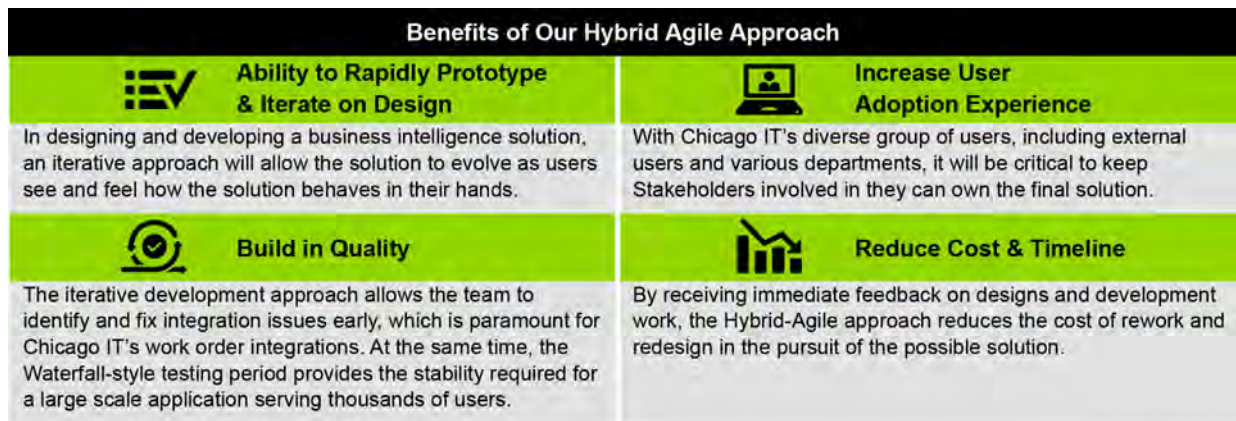 Benefits of Our Hybrid Agile Approach
Ability to Rapidly Prototype
& Iterate on Design
In designing and developing a business intelligence solution,
an iterative approach will allow the solution to evolve as users
see and feel how the solution behaves in their hands.
Increase User
Adoption Experience
With Chicago IT's diverse group of users, including external
users and various departments, it will be critical to keep
Stakeholders involved in they can own the final solution.
Build in Quality
The iterative development approach allows the team to
identify and fix integration issues early, which is paramount for
Chicago IT's work order integrations. At the same time, the
Waterfall-style testing period provides the stability required for
a large scale application serving thousands of users.
Reduce Cost & Timeline
By receiving immediate feedback on designs and development
work, the Hybrid-Agile approach reduces the cost of rework and
redesign in the pursuit of the possible solution.